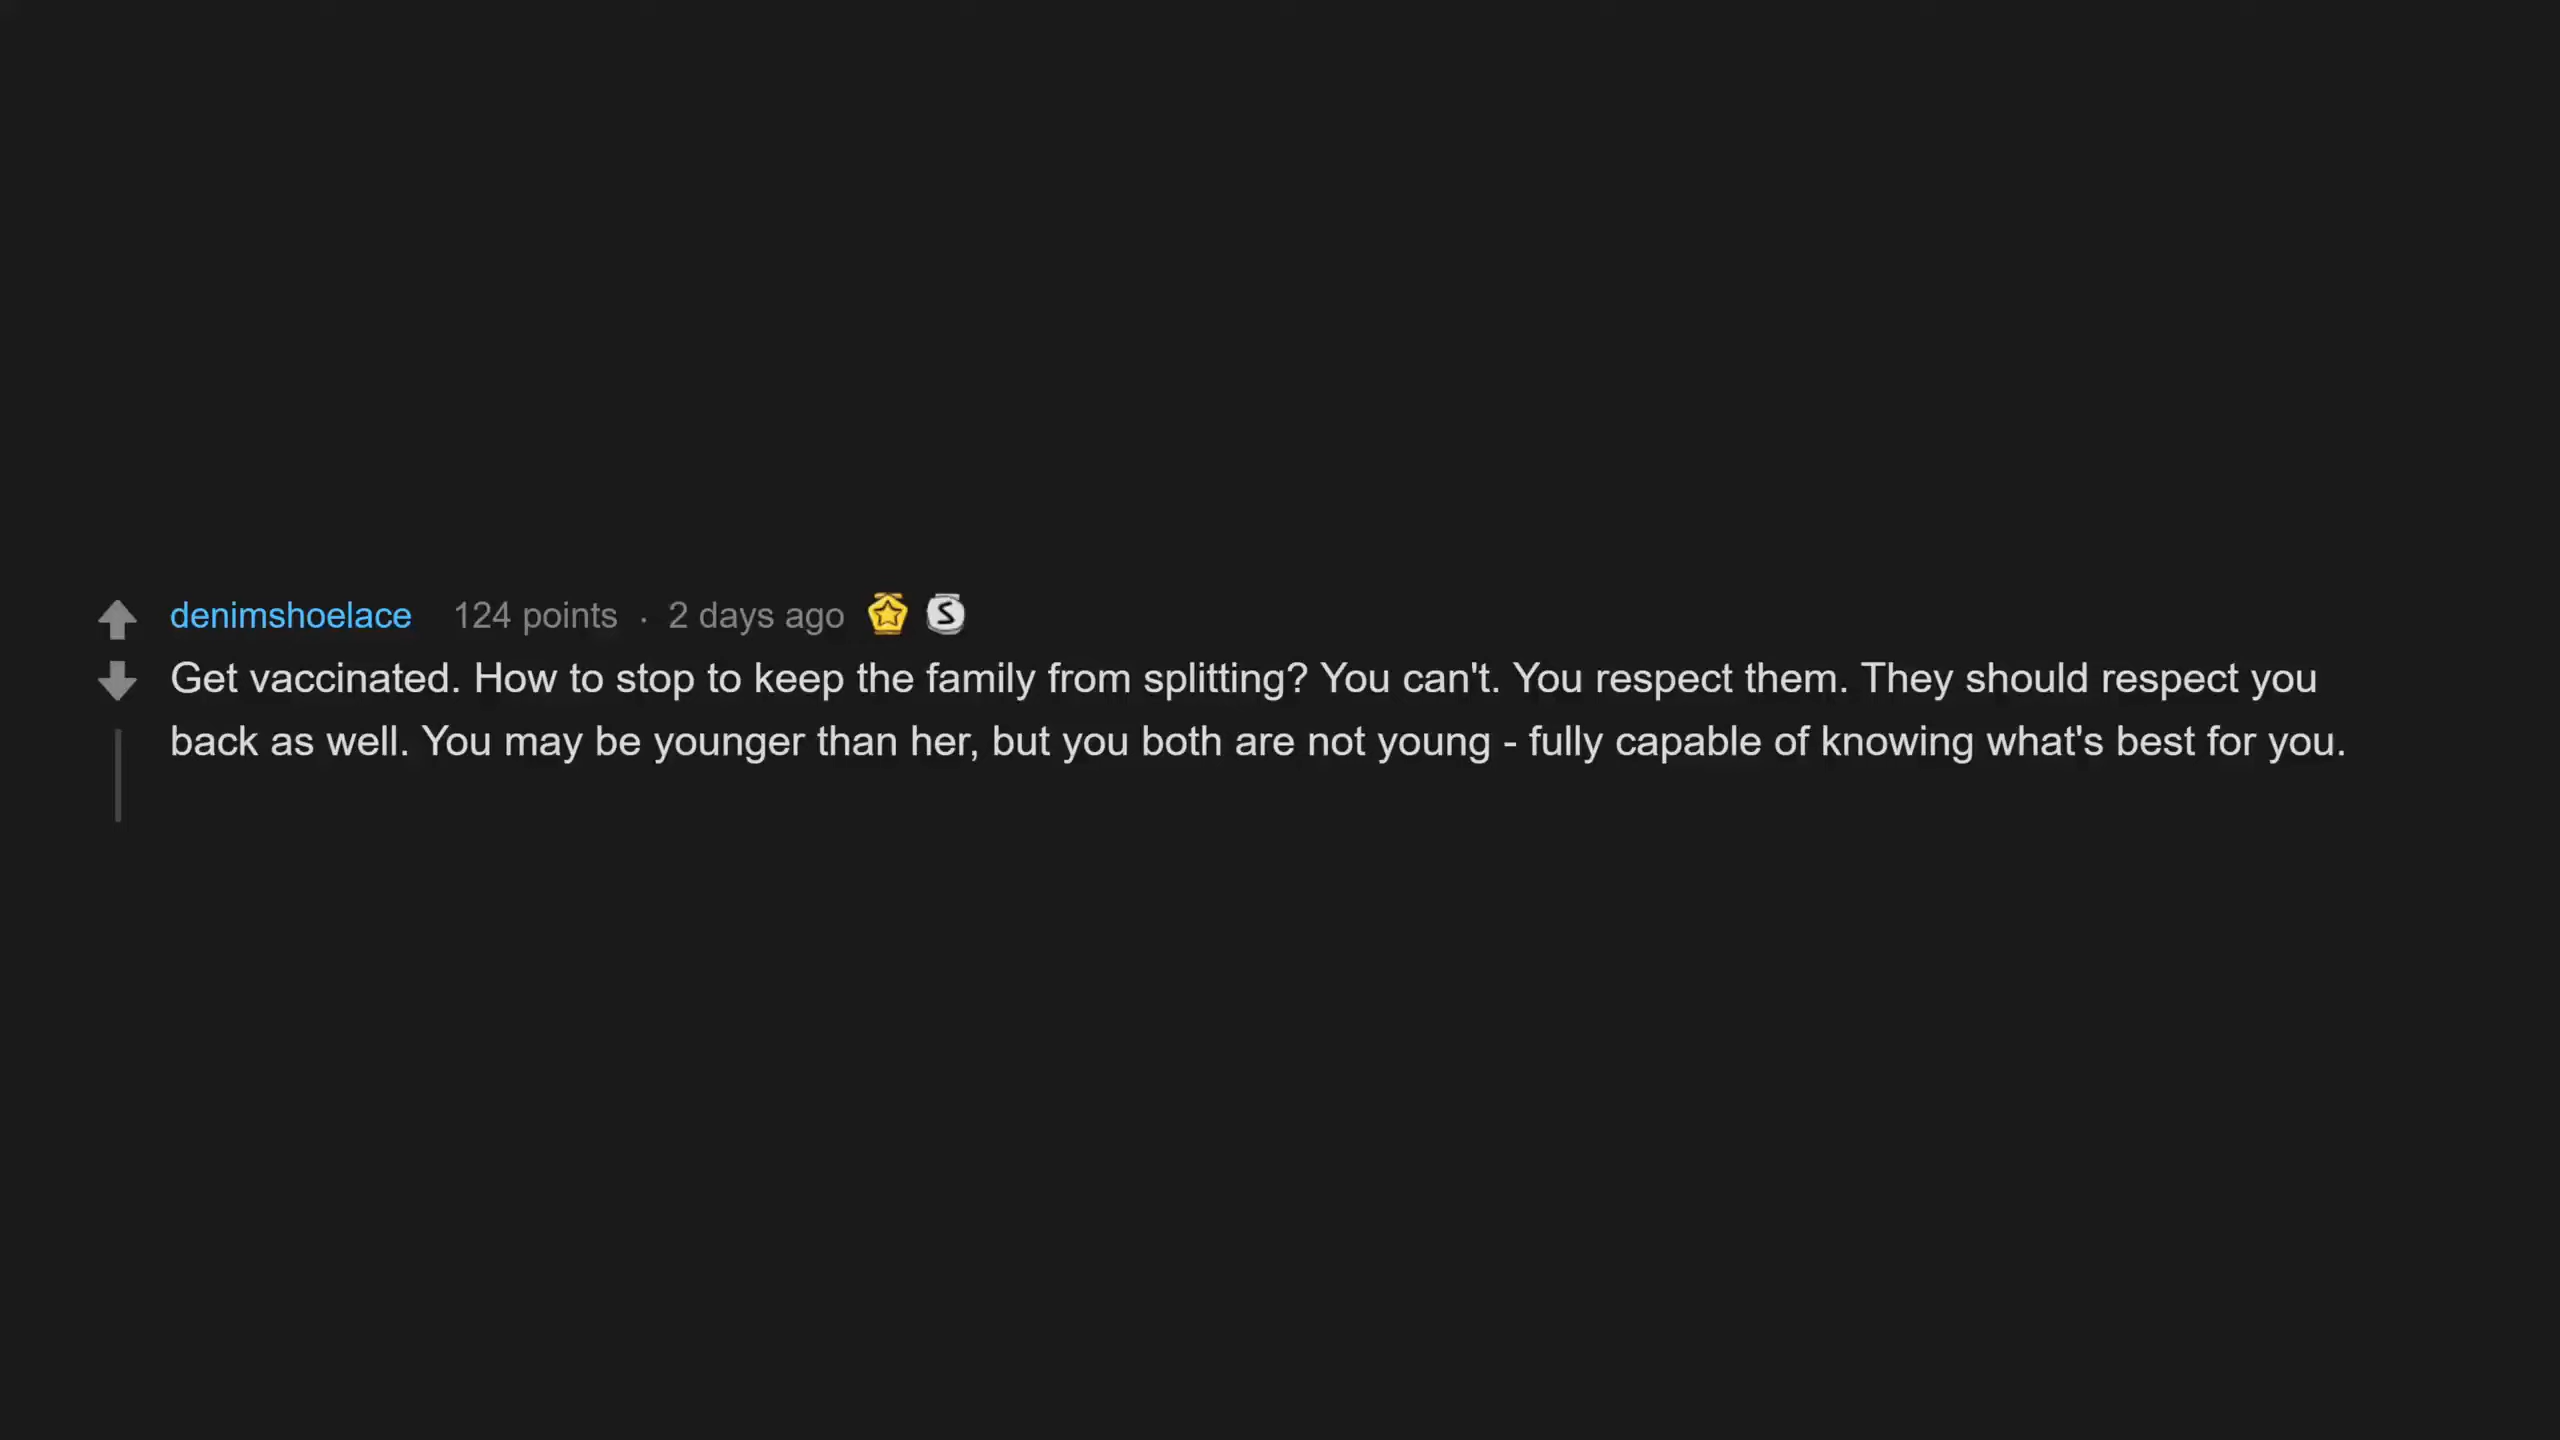 denimshoelace 124 points · 2 days ago S
Get vaccinated. How to stop to keep the family from splitting? You can't. You respect them. They should respect you
back as well. You may be younger than her, but you both are not young - fully capable of knowing what's best for you.